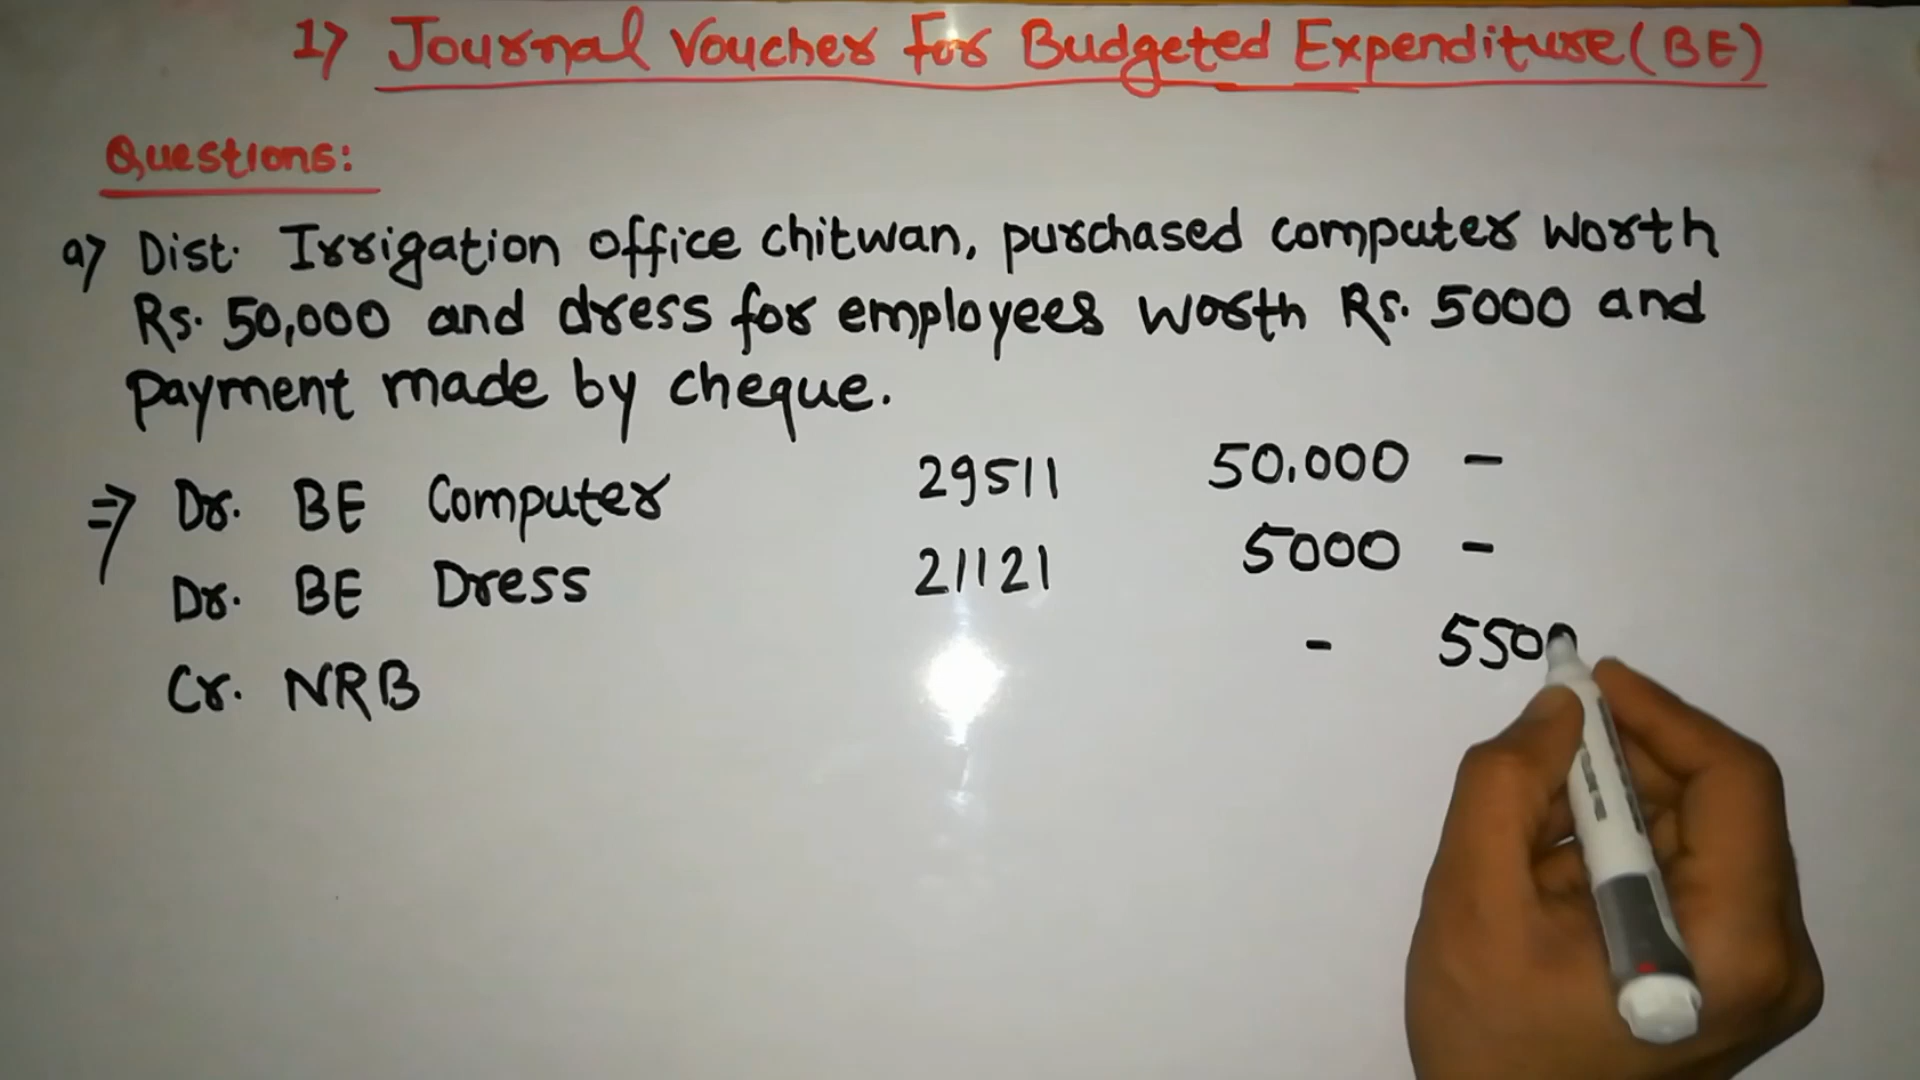 1) Journal Voucher For Budgeted Expenditure (BE)
Questions:
a) Dist. Irrigation office chitwan, purchased computer worth
Rs. 50,000 and dress for employees worth Rs. 5000 and
payment made by cheque.
⇒ Dr. BE Computer 29511 50,000 -
Dr. BE Dress 21121 5000 -
Cr. NRB - 5500